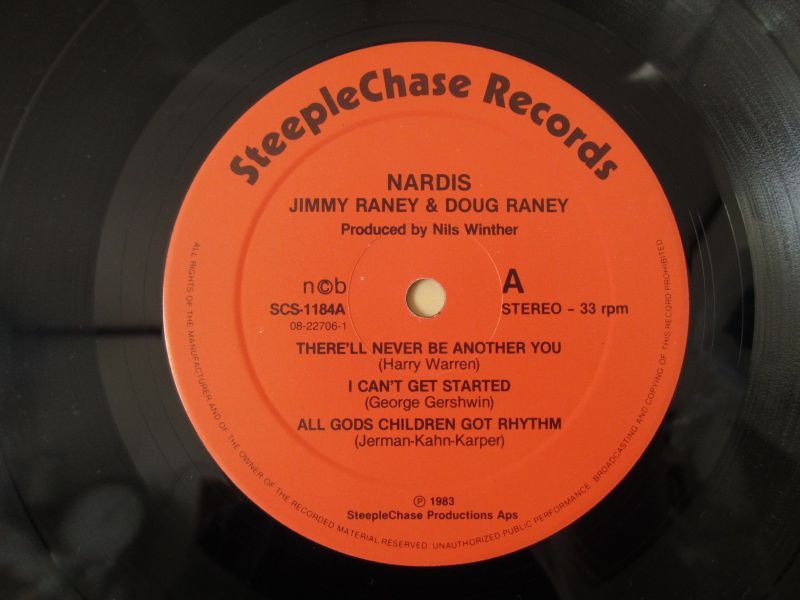 SteepleChase Records
NARDIS
JIMMY RANEY & DOUG RANEY
Produced by Nils Winther
n©b
SCS-1184A
08-22706-1
A
STEREO – 33 rpm
THERE'LL NEVER BE ANOTHER YOU
(Harry Warren)
I CAN'T GET STARTED
(George Gershwin)
ALL GODS CHILDREN GOT RHYTHM
(Jerman-Kahn-Karper)
℗ 1983
SteepleChase Productions Aps
ALL RIGHTS OF THE MANUFACTURER AND OF THE OWNER OF THE RECORDED MATERIAL RESERVED. UNAUTHORIZED PUBLIC PERFORMANCE. BROADCASTING AND COPYING OF THIS RECORD PROHIBITED